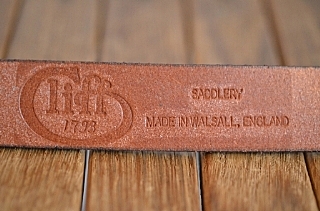 Cliff
1793
SADDLERY
MADE IN WALSALL, ENGLAND